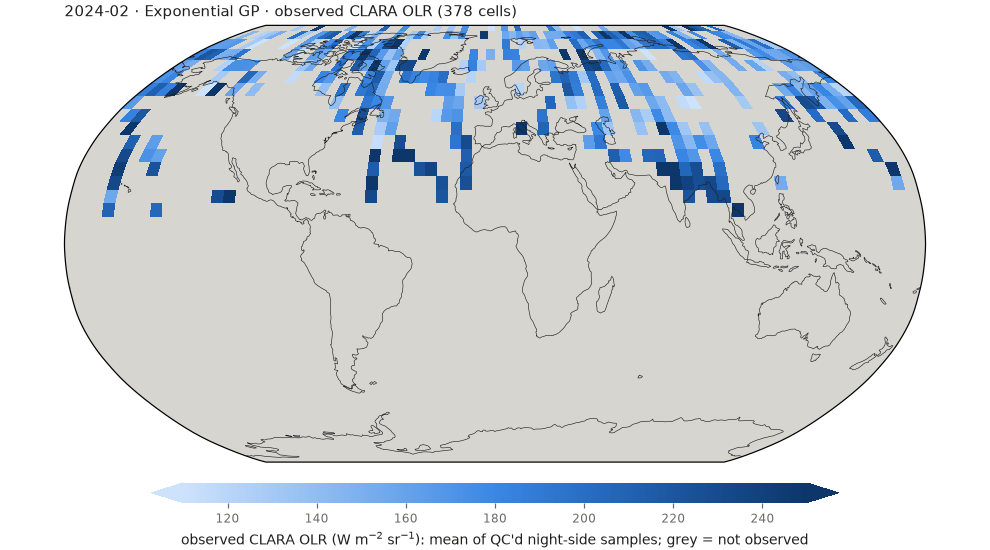 2024-02 · Exponential GP · observed CLARA OLR (378 cells)
120 140 160 180 200 220 240
observed CLARA OLR (W m⁻² sr⁻¹): mean of QC'd night-side samples; grey = not observed